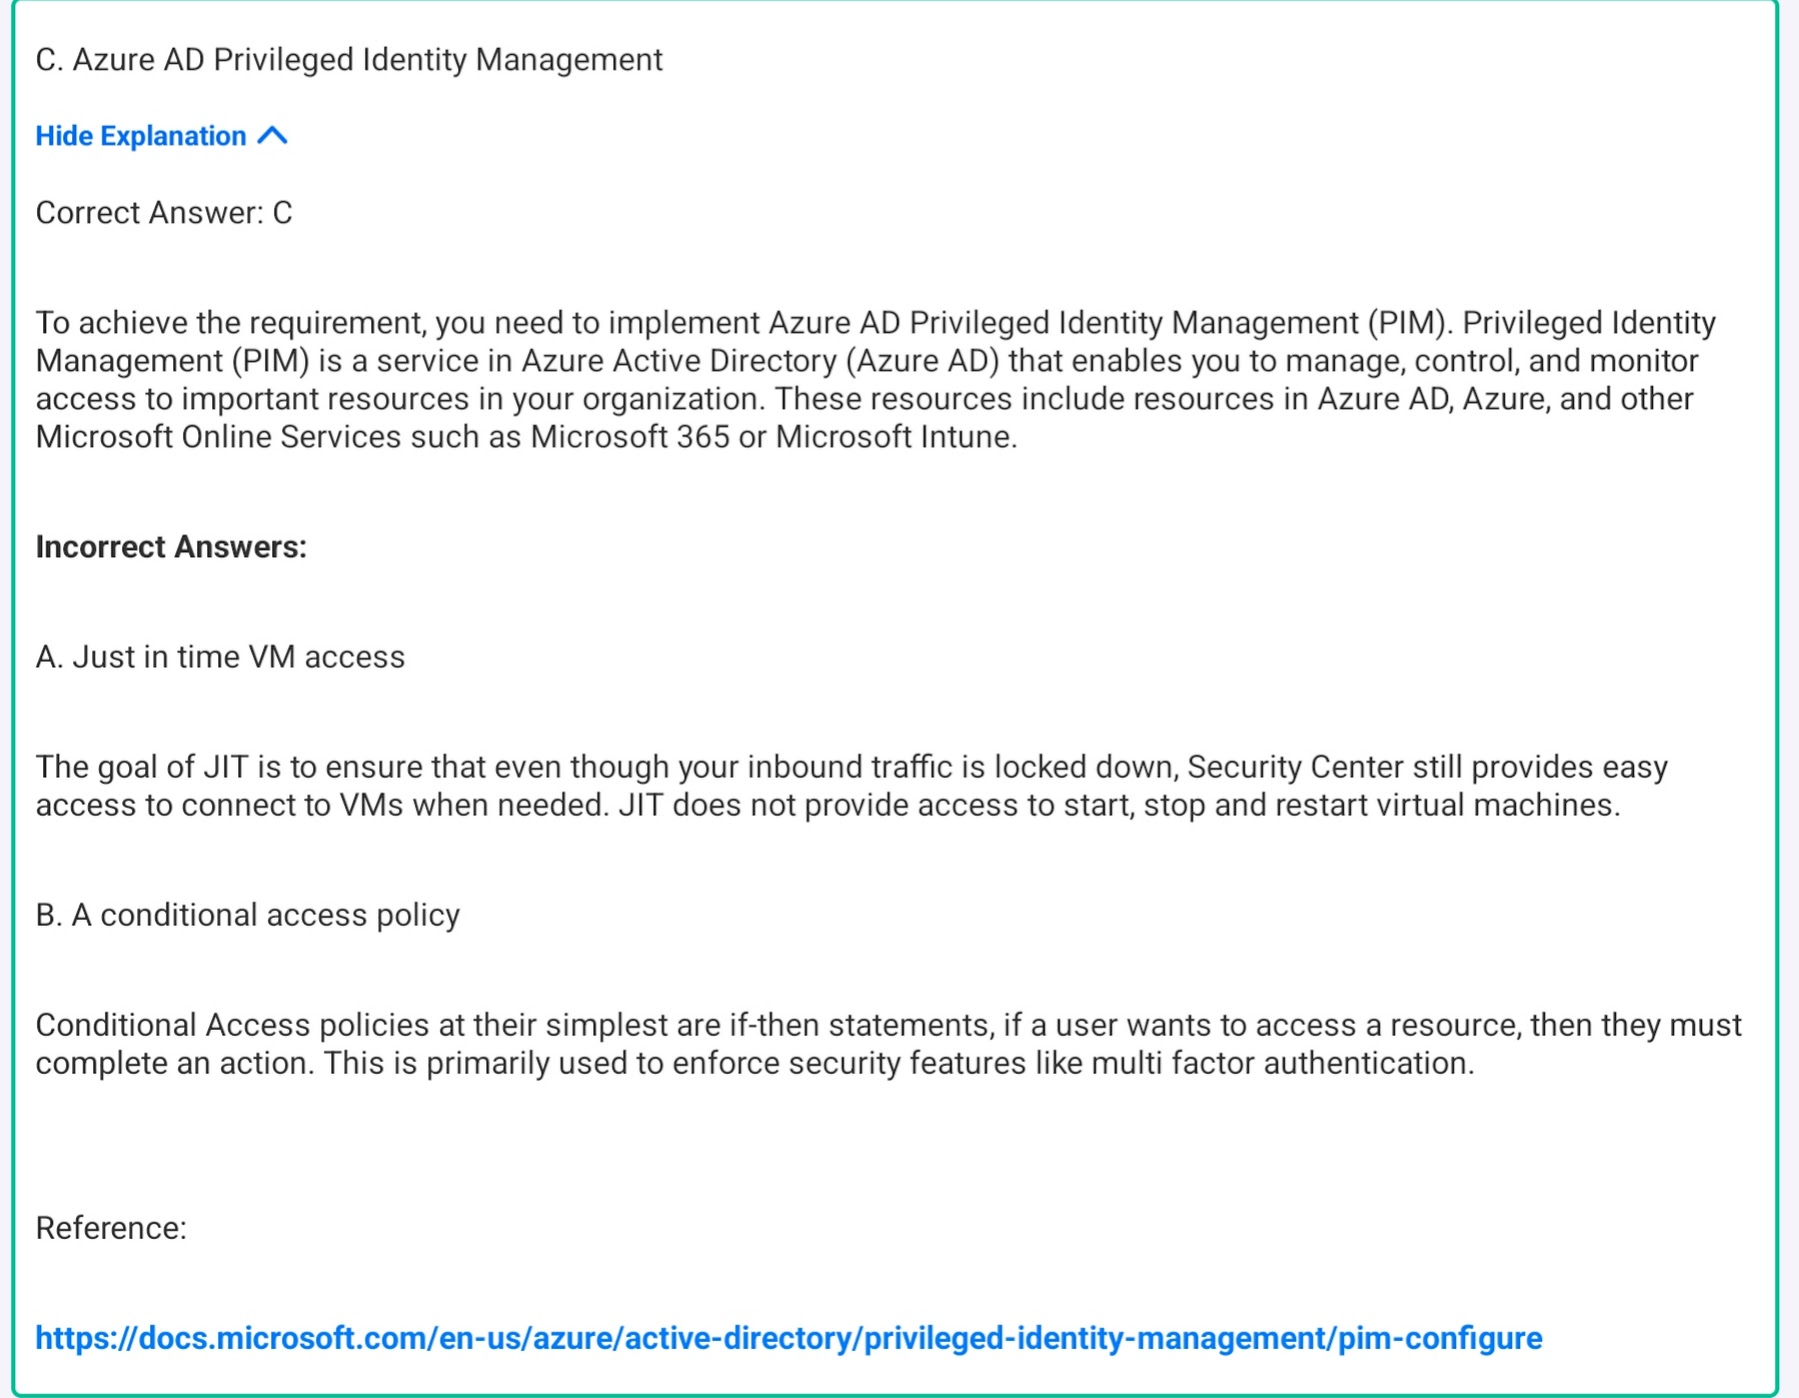 C. Azure AD Privileged Identity Management
Hide Explanation
Correct Answer: C
To achieve the requirement, you need to implement Azure AD Privileged Identity Management (PIM). Privileged Identity
Management (PIM) is a service in Azure Active Directory (Azure AD) that enables you to manage, control, and monitor
access to important resources in your organization. These resources include resources in Azure AD, Azure, and other
Microsoft Online Services such as Microsoft 365 or Microsoft Intune.
Incorrect Answers:
A. Just in time VM access
The goal of JIT is to ensure that even though your inbound traffic is locked down, Security Center still provides easy
access to connect to VMs when needed. JIT does not provide access to start, stop and restart virtual machines.
B. A conditional access policy
Conditional Access policies at their simplest are if-then statements, if a user wants to access a resource, then they must
complete an action. This is primarily used to enforce security features like multi factor authentication.
Reference:
https://docs.microsoft.com/en-us/azure/active-directory/privileged-identity-management/pim-configure